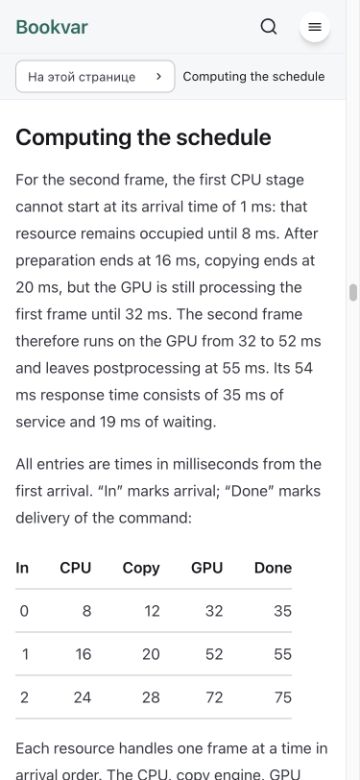 Bookvar
На этой странице
Computing the schedule
Computing the schedule
For the second frame, the first CPU stage
cannot start at its arrival time of 1 ms: that
resource remains occupied until 8 ms. After
preparation ends at 16 ms, copying ends at
20 ms, but the GPU is still processing the
first frame until 32 ms. The second frame
therefore runs on the GPU from 32 to 52 ms
and leaves postprocessing at 55 ms. Its 54
ms response time consists of 35 ms of
service and 19 ms of waiting.
All entries are times in milliseconds from the
first arrival. “In” marks arrival; “Done” marks
delivery of the command:
In CPU Copy GPU Done
0 8 12 32 35
1 16 20 52 55
2 24 28 72 75
Each resource handles one frame at a time in
arrival order. The CPU, copy engine, GPU